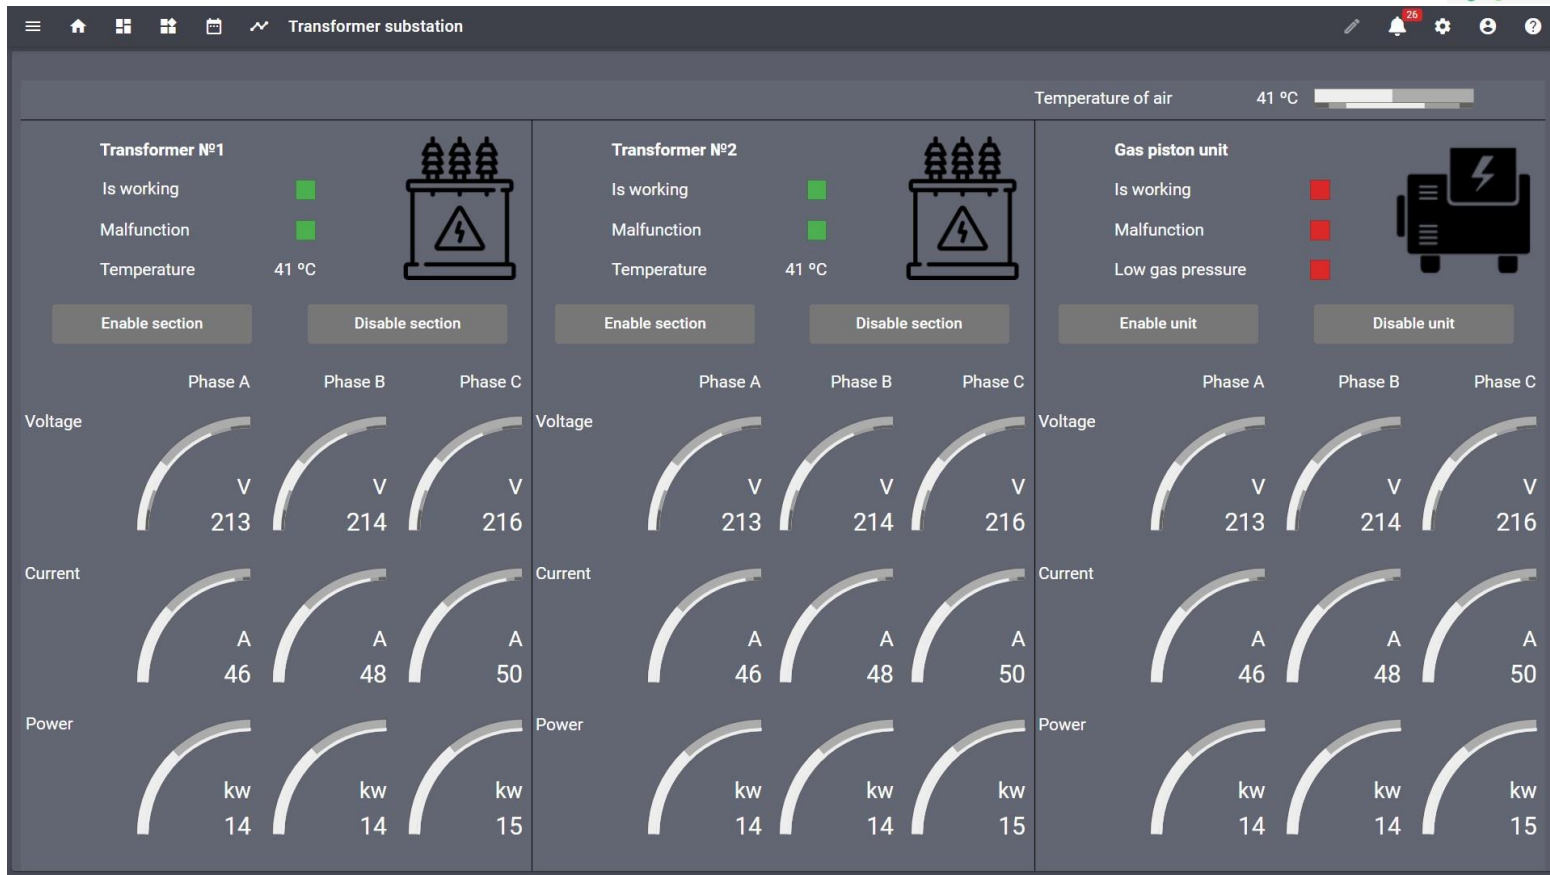 Transformer substation 26
Temperature of air 41 ºC
Transformer Nº1 Transformer Nº2 Gas piston unit
Is working Is working Is working
Malfunction Malfunction Malfunction
Temperature 41 ºC Temperature 41 ºC Low gas pressure
Enable section Disable section Enable section Disable section Enable unit Disable unit
Phase A Phase B Phase C Phase A Phase B Phase C Phase A Phase B Phase C
Voltage Voltage Voltage
V V V V V V V V V
213 214 216 213 214 216 213 214 216
Current Current Current
A A A A A A A A A
46 48 50 46 48 50 46 48 50
Power Power Power
kw kw kw kw kw kw kw kw kw
14 14 15 14 14 15 14 14 15